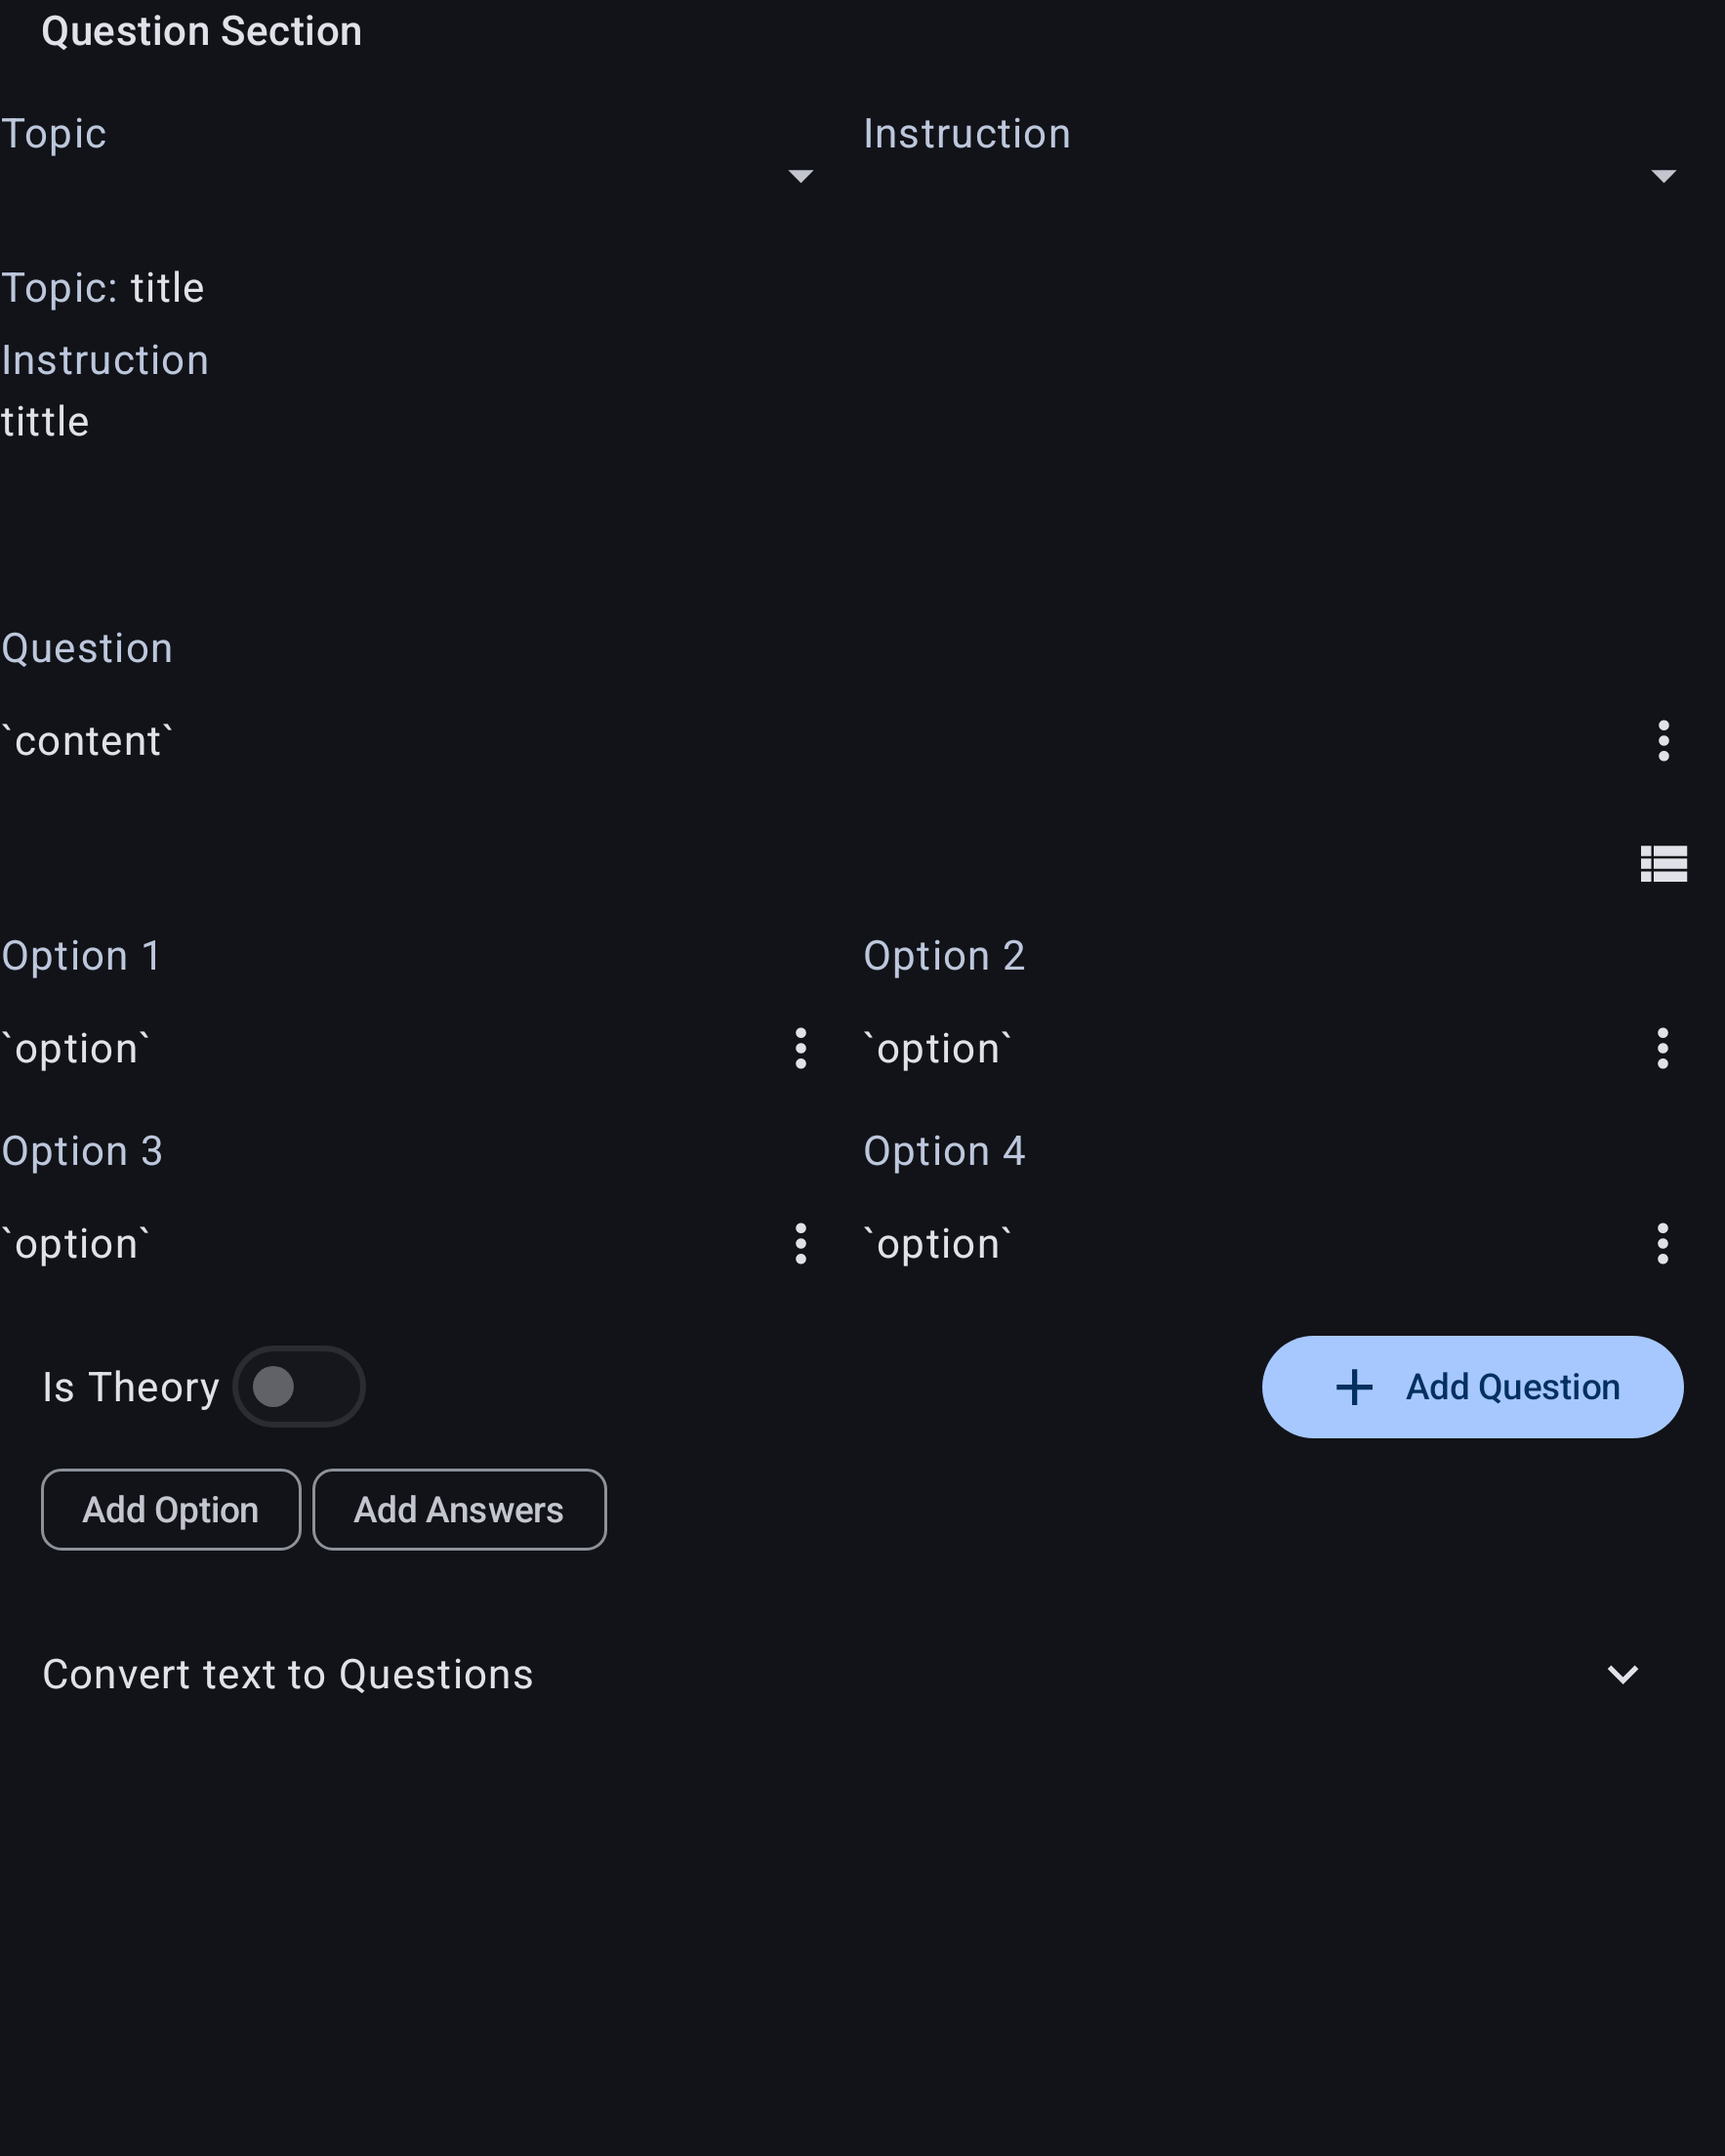 Question Section
Topic
Instruction
Topic: title
Instruction
tittle
Question
`content`
Option 1
Option 2
`option`
`option`
Option 3
Option 4
`option`
`option`
Is Theory
Add Question
Add Option
Add Answers
Convert text to Questions